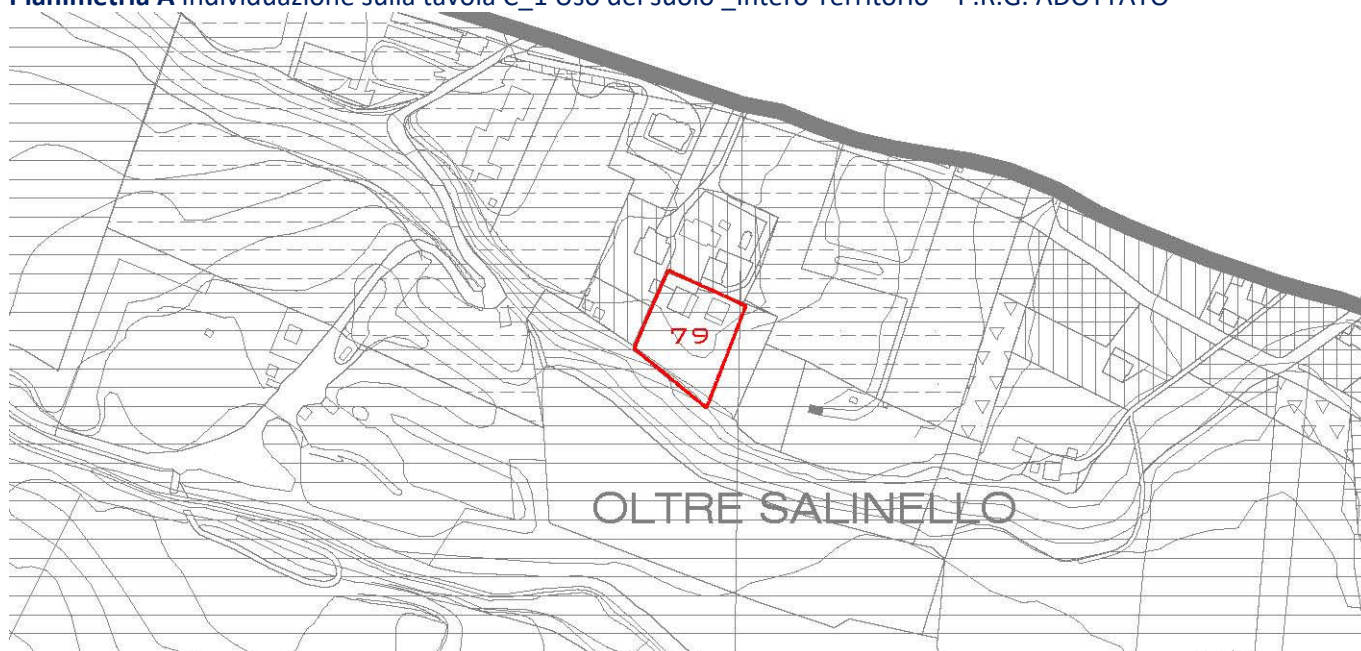 Planimetria A Individuazione sulla tavola C_1 Uso del suolo _Intero Territorio – P.R.G. ADOTTATO
79
OLTRE SALINELLO